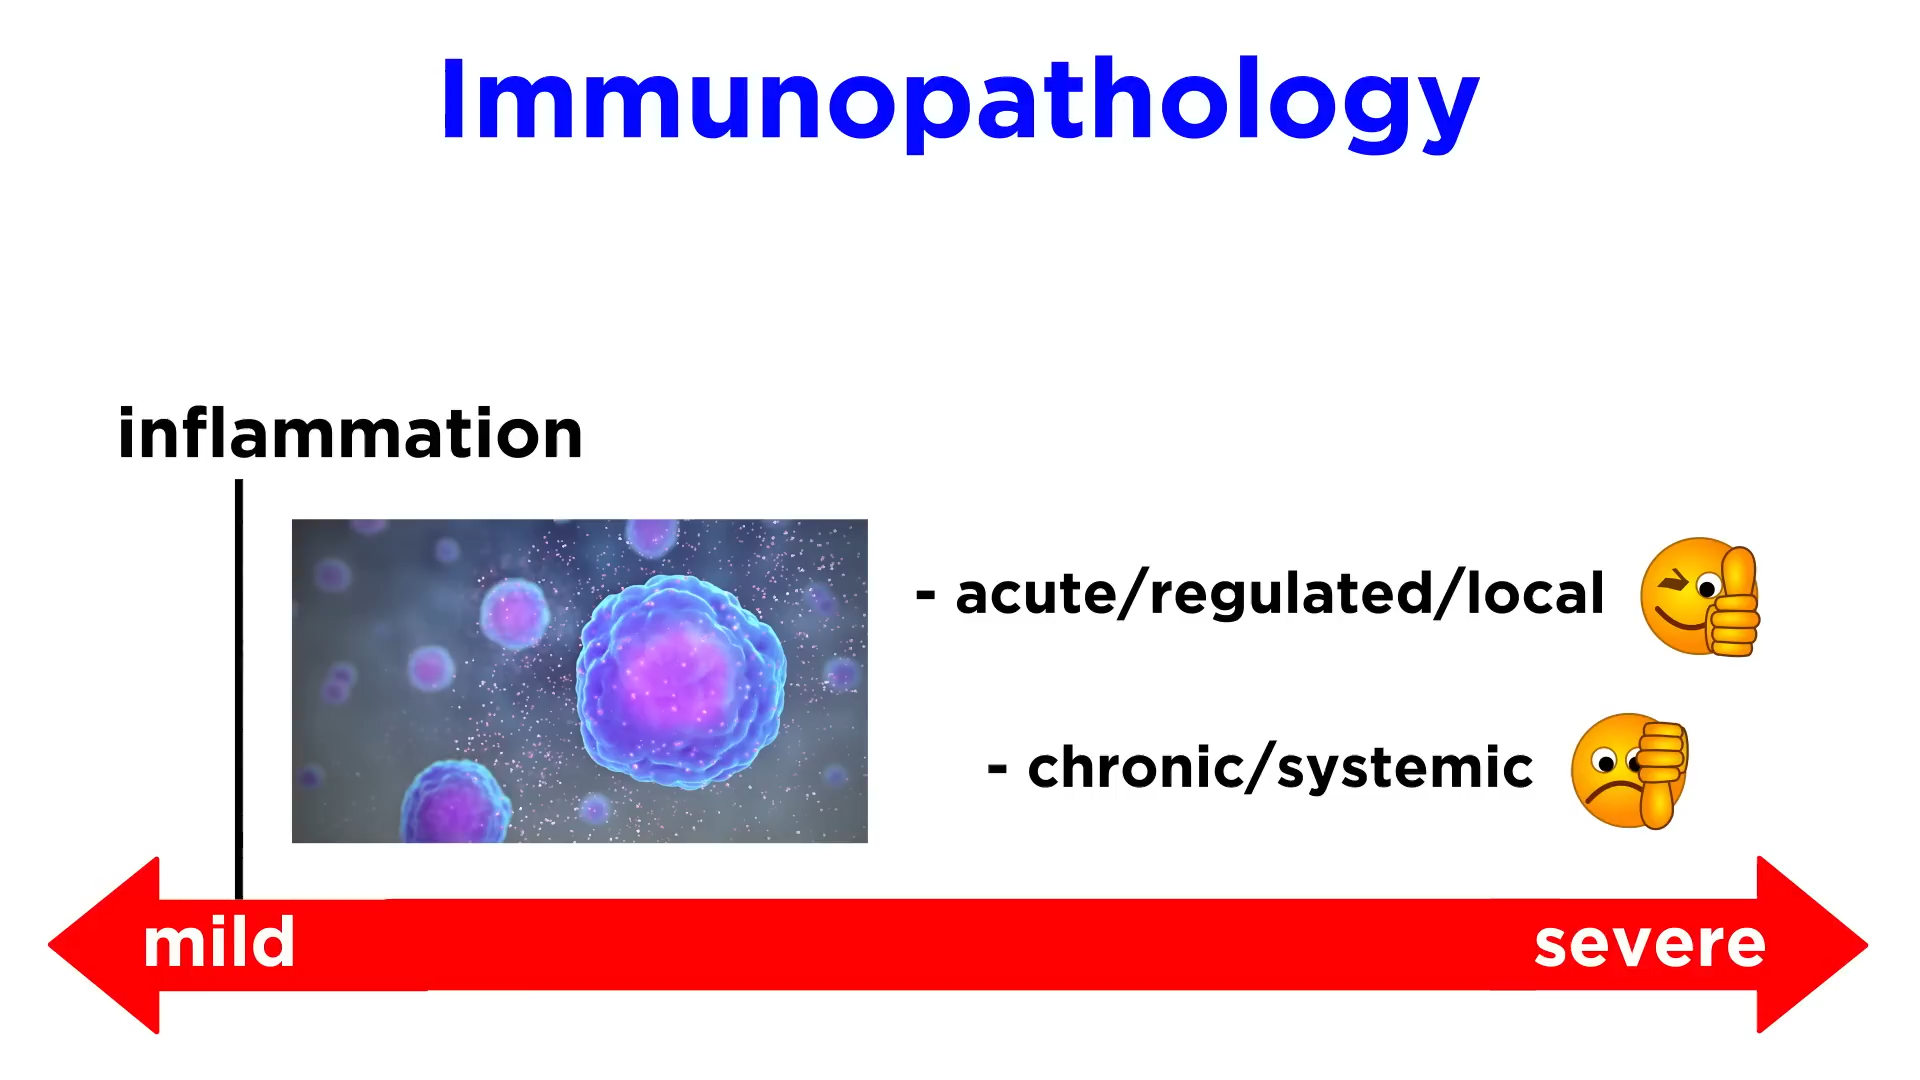 Immunopathology
inflammation
- acute/regulated/local
- chronic/systemic
mild
severe